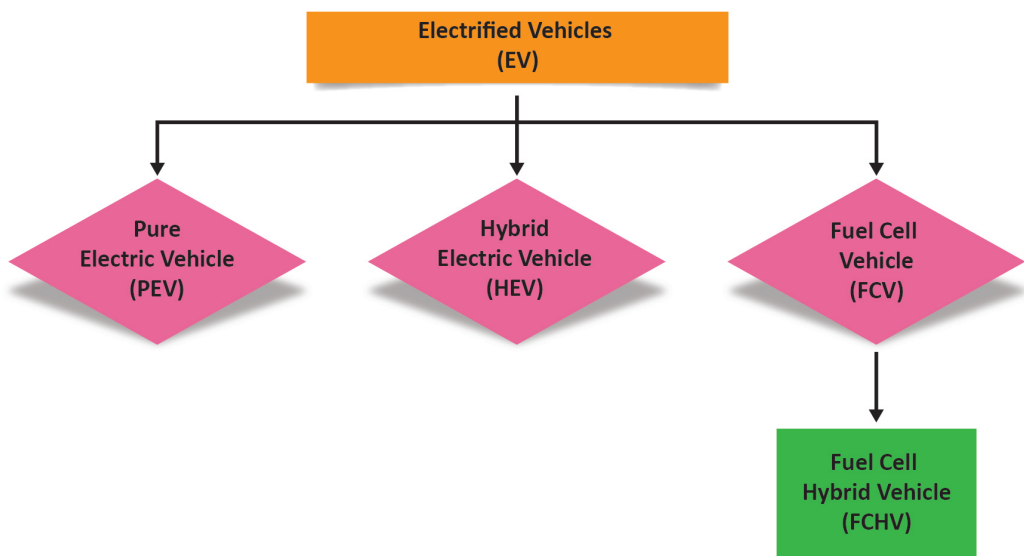 Electrified Vehicles
(EV)
Pure
Electric Vehicle
(PEV)
Hybrid
Electric Vehicle
(HEV)
Fuel Cell
Vehicle
(FCV)
Fuel Cell
Hybrid Vehicle
(FCHV)